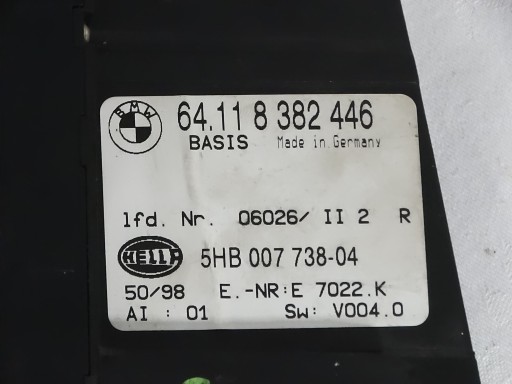 BMW 64.11 8 382 446
BASIS Made in Germany
lfd. Nr. 06026/ II 2 R
HELLA 5HB 007 738-04
50/98 E.-NR:E 7022.K
AI : 01 Sw: V004.0